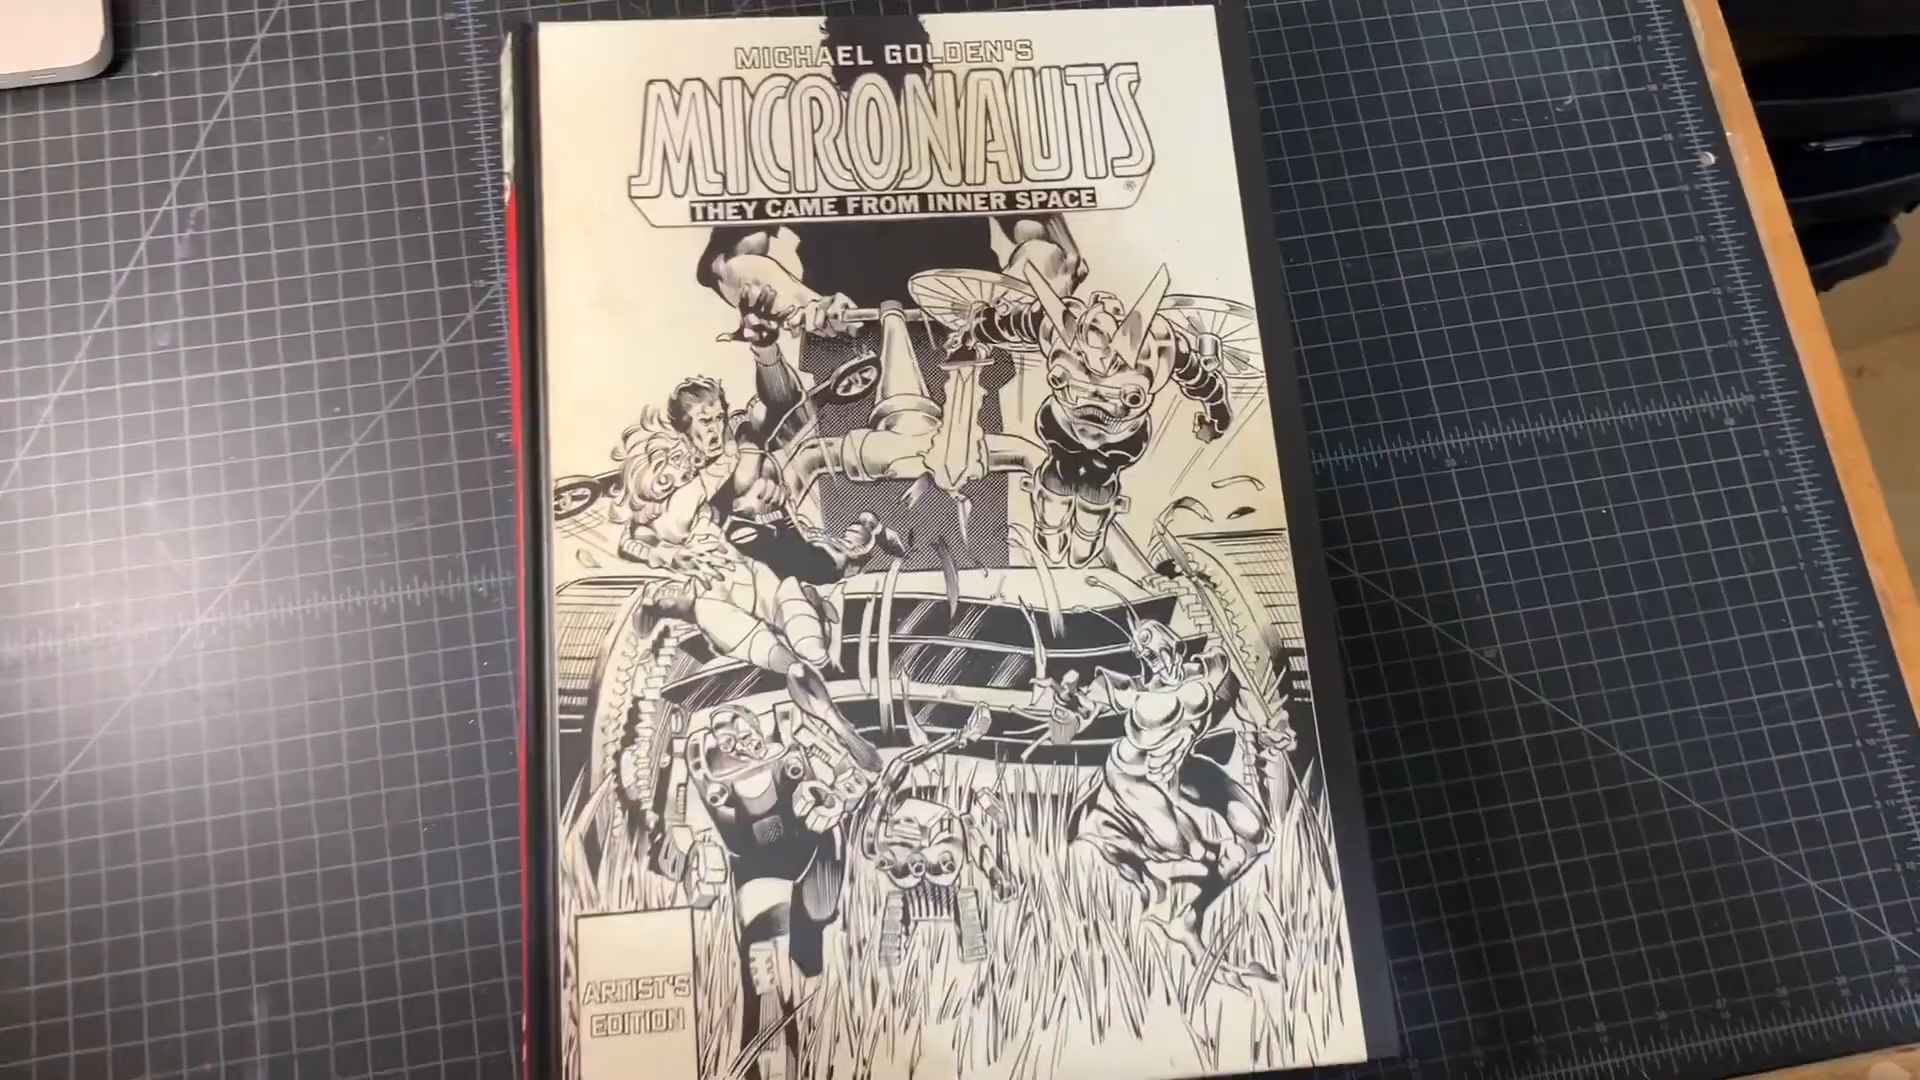 MICHAEL GOLDEN'S
MICRONAUTS
®
THEY CAME FROM INNER SPACE
ARTIST'S
EDITION